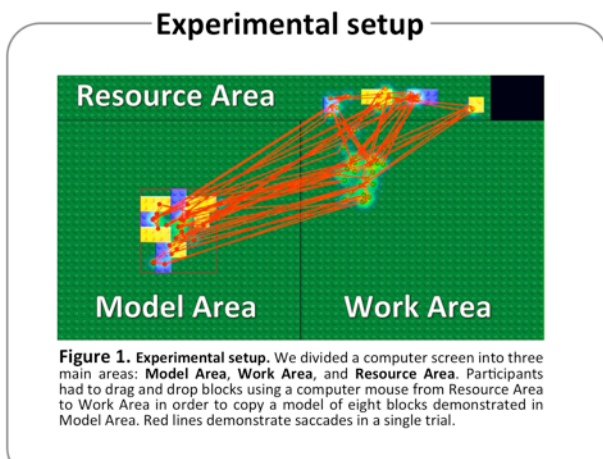 Experimental setup
Resource Area
Model Area
Work Area
Figure 1. Experimental setup. We divided a computer screen into three
main areas: Model Area, Work Area, and Resource Area. Participants
had to drag and drop blocks using a computer mouse from Resource Area
to Work Area in order to copy a model of eight blocks demonstrated in
Model Area. Red lines demonstrate saccades in a single trial.